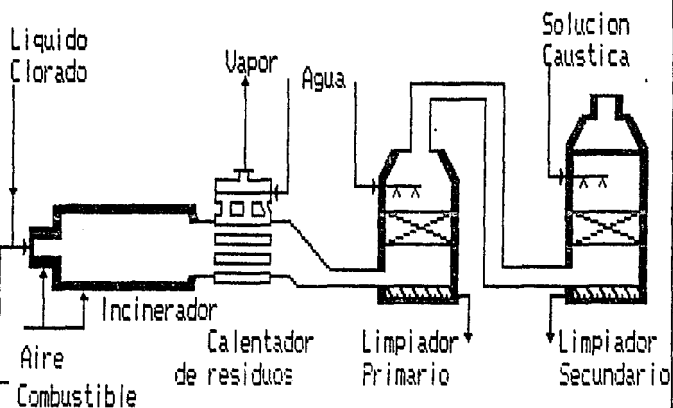 Liquido
Clorado
Vapor
Agua
Solucion
Caustica
Incinerador
Aire
Combustible
Calentador
de residuos
Limpiador
Primario
Limpiador
Secundario